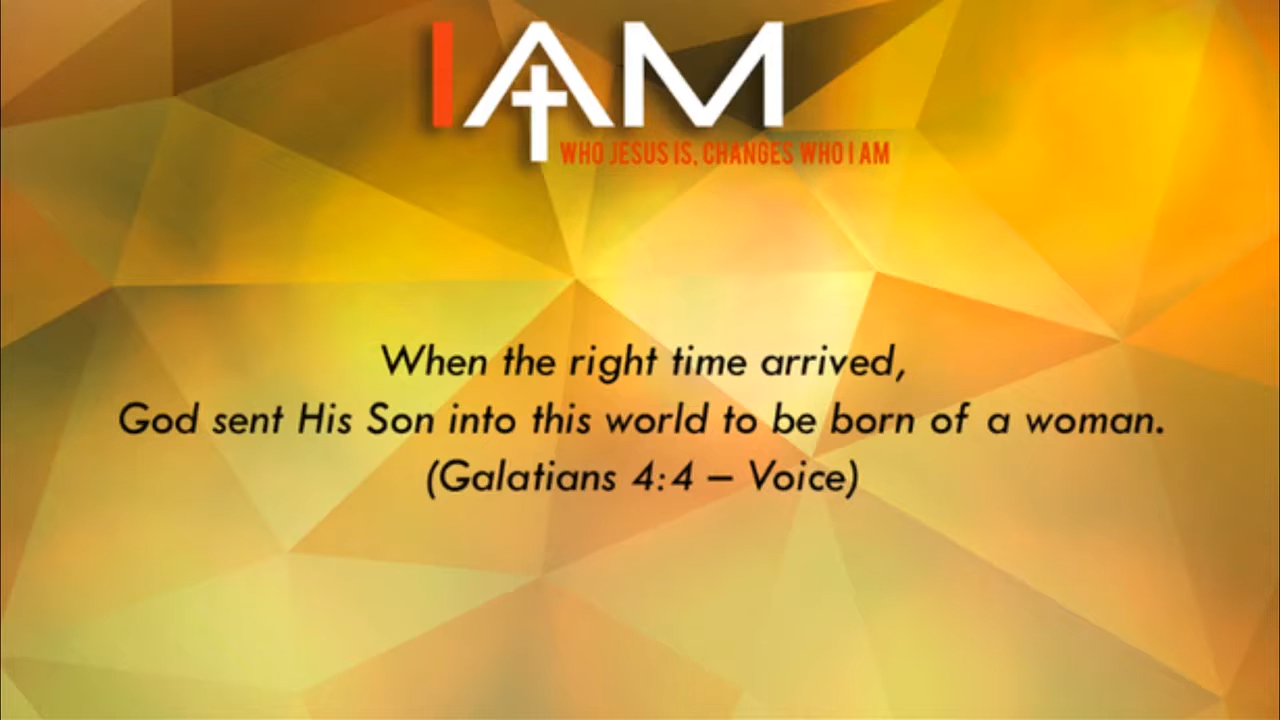 I AM
WHO JESUS IS, CHANGES WHO I AM
When the right time arrived,
God sent His Son into this world to be born of a woman.
(Galatians 4:4 – Voice)